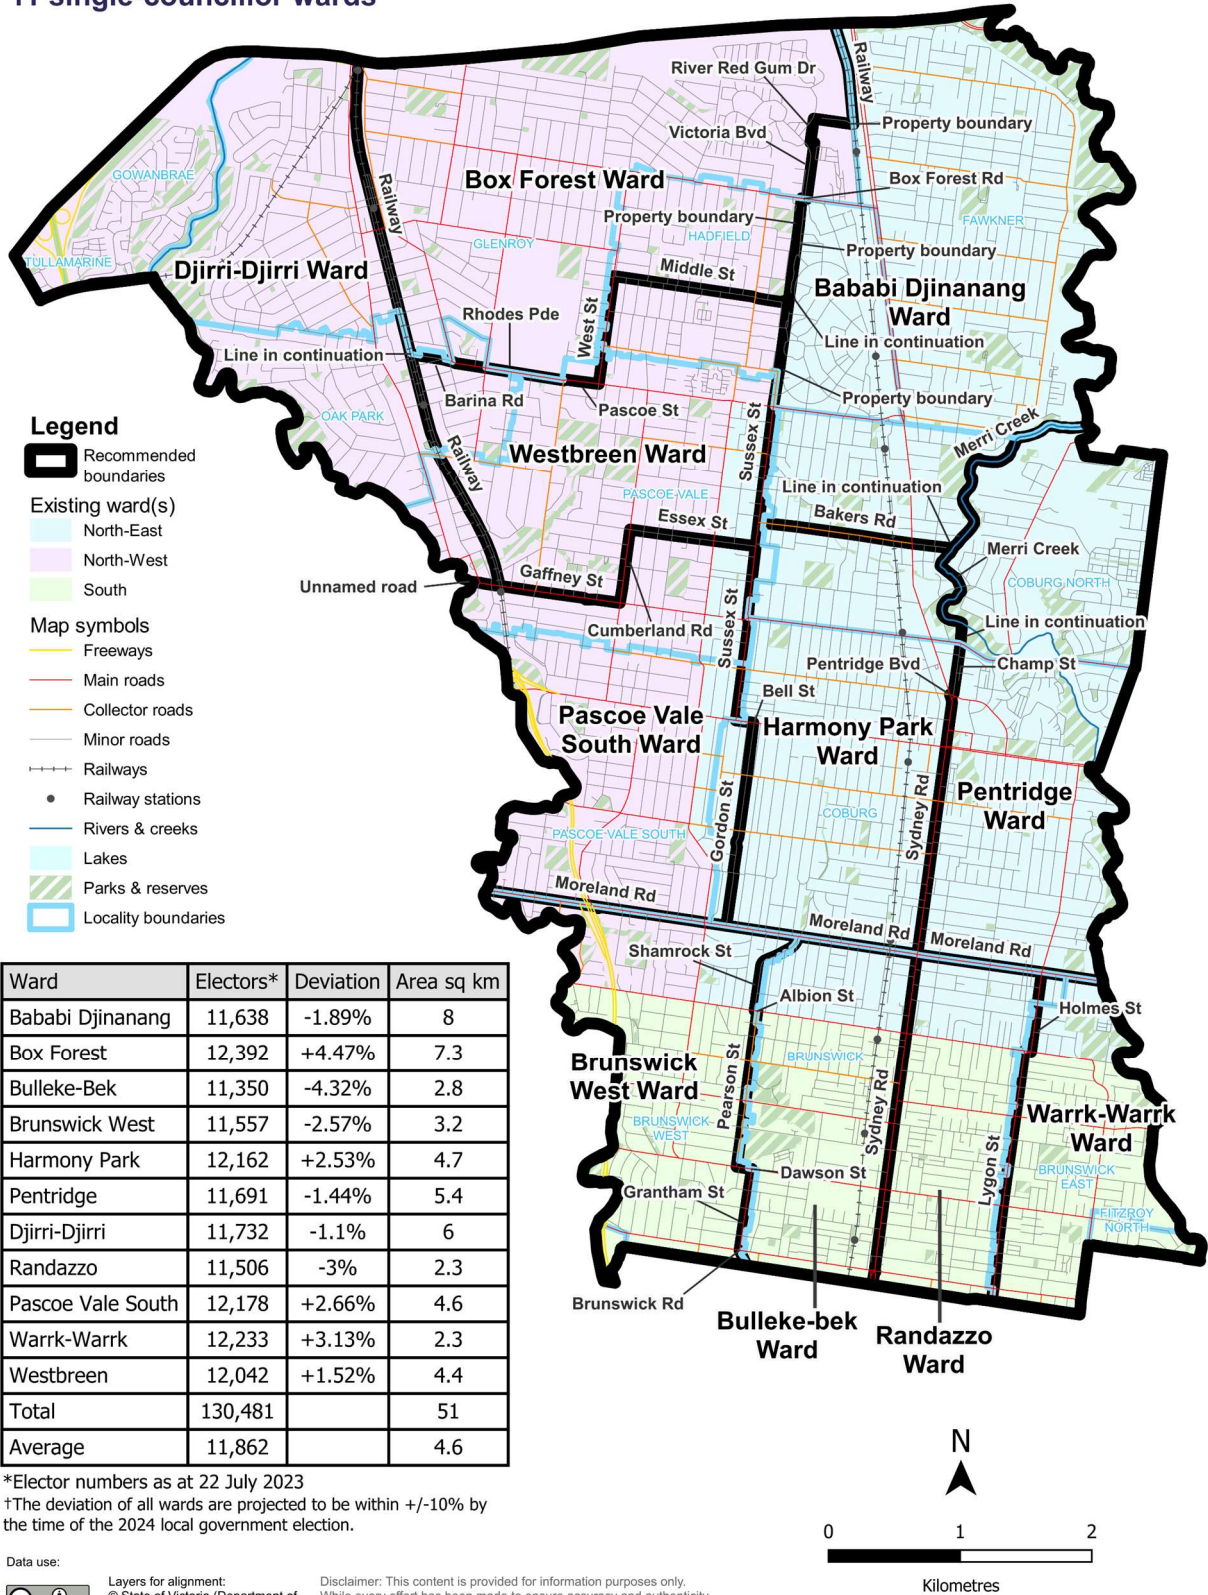 11 single-councillor wards
River Red Gum Dr
Railway
Property boundary
Victoria Bvd
Box Forest Ward
Box Forest Rd
GOWANBRAE
Railway
Property boundary
FAWKNER
HADFIELD
GLENROY
Property boundary
TULLAMARINE
Djirri-Djirri Ward
Middle St
Bababi Djinanang
Ward
Rhodes Pde
West St
Line in continuation
Line in continuation
Barina Rd
Property boundary
OAK PARK
Pascoe St
Merri Creek
Sussex St
Railway
Westbreen Ward
Line in continuation
PASCOE VALE
Bakers Rd
Essex St
Merri Creek
Gaffney St
COBURG NORTH
Unnamed road
Line in continuation
Cumberland Rd
Sussex St
Pentridge Bvd
Champ St
Bell St
Pascoe Vale
South Ward
Harmony Park
Ward
Pentridge
Ward
Gordon St
Sydney Rd
COBURG
PASCOE VALE SOUTH
Moreland Rd
Moreland Rd
Moreland Rd
Shamrock St
Albion St
Holmes St
BRUNSWICK
Brunswick
West Ward
Pearson St
Sydney Rd
Warrk-Warrk
Ward
BRUNSWICK
WEST
Lygon St
Dawson St
BRUNSWICK
EAST
Grantham St
FITZROY
NORTH
Brunswick Rd
Bulleke-bek
Ward
Randazzo
Ward
Legend
Recommended
boundaries
Existing ward(s)
North-East
North-West
South
Map symbols
Freeways
Main roads
Collector roads
Minor roads
Railways
Railway stations
Rivers & creeks
Lakes
Parks & reserves
Locality boundaries
Ward Electors* Deviation Area sq km
Bababi Djinanang 11,638 -1.89% 8
Box Forest 12,392 +4.47% 7.3
Bulleke-Bek 11,350 -4.32% 2.8
Brunswick West 11,557 -2.57% 3.2
Harmony Park 12,162 +2.53% 4.7
Pentridge 11,691 -1.44% 5.4
Djirri-Djirri 11,732 -1.1% 6
Randazzo 11,506 -3% 2.3
Pascoe Vale South 12,178 +2.66% 4.6
Warrk-Warrk 12,233 +3.13% 2.3
Westbreen 12,042 +1.52% 4.4
Total 130,481 51
Average 11,862 4.6
*Elector numbers as at 22 July 2023
†The deviation of all wards are projected to be within +/-10% by
the time of the 2024 local government election.
N
0 1 2
Kilometres
Data use:
Layers for alignment:
© State of Victoria (Department of
Disclaimer: This content is provided for information purposes only.
While every effort has been made to ensure accuracy and authenticity